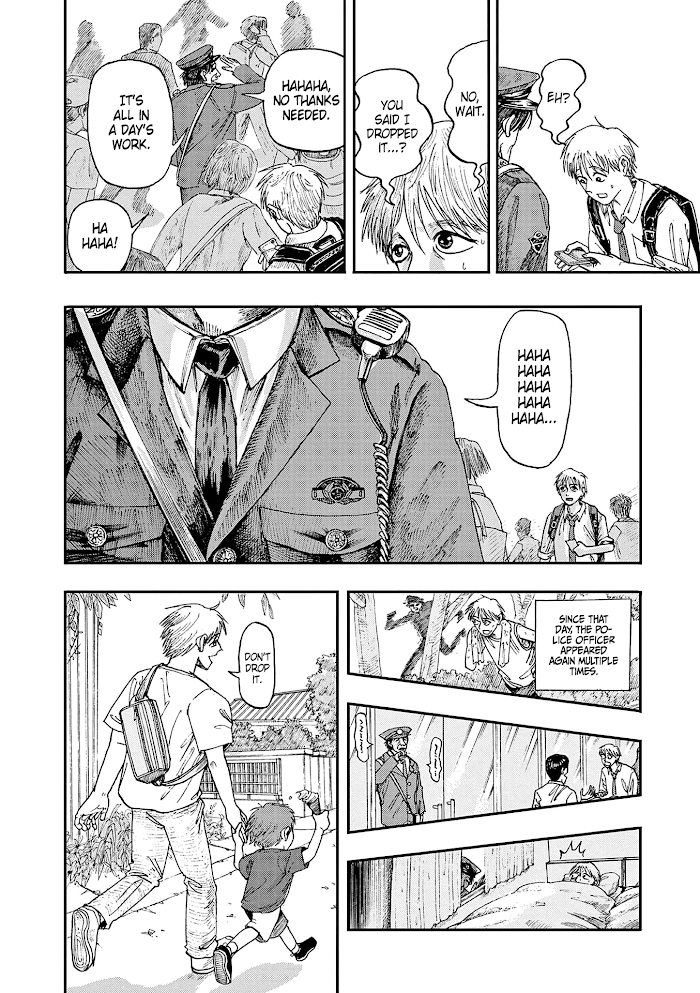 EH?
NO,
WAIT.
YOU
SAID I
DROPPED
IT...?
HAHAHA,
NO THANKS
NEEDED.
IT'S
ALL IN
A DAY'S
WORK.
HA
HAHA!
HAHA
HAHA
HAHA
HAHA
HAHA...
SINCE THAT
DAY, THE PO-
LICE OFFICER
APPEARED
AGAIN MULTIPLE
TIMES.
DON'T
DROP
IT.